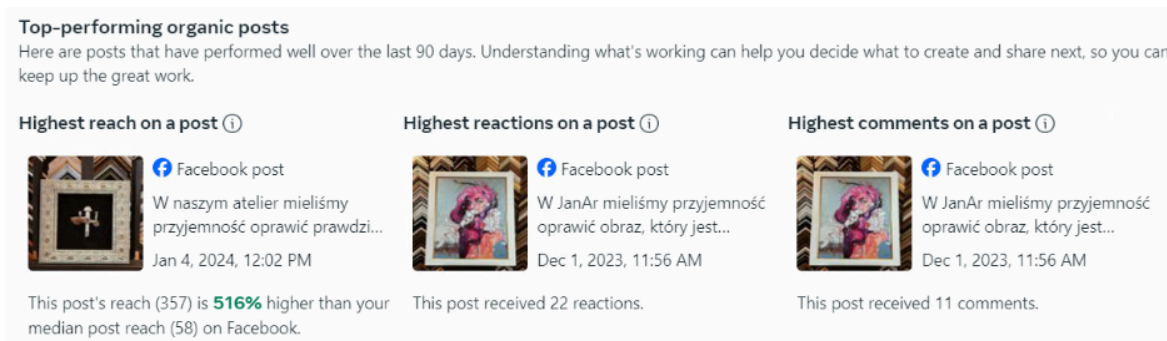 Top-performing organic posts
Here are posts that have performed well over the last 90 days. Understanding what's working can help you decide what to create and share next, so you can
keep up the great work.
Highest reach on a post
Facebook post
W naszym atelier mieliśmy
przyjemność oprawić prawdzi...
Jan 4, 2024, 12:02 PM
This post's reach (357) is 516% higher than your
median post reach (58) on Facebook.
Highest reactions on a post
Facebook post
W JanAr mieliśmy przyjemność
oprawić obraz, który jest...
Dec 1, 2023, 11:56 AM
This post received 22 reactions.
Highest comments on a post
Facebook post
W JanAr mieliśmy przyjemność
oprawić obraz, który jest...
Dec 1, 2023, 11:56 AM
This post received 11 comments.